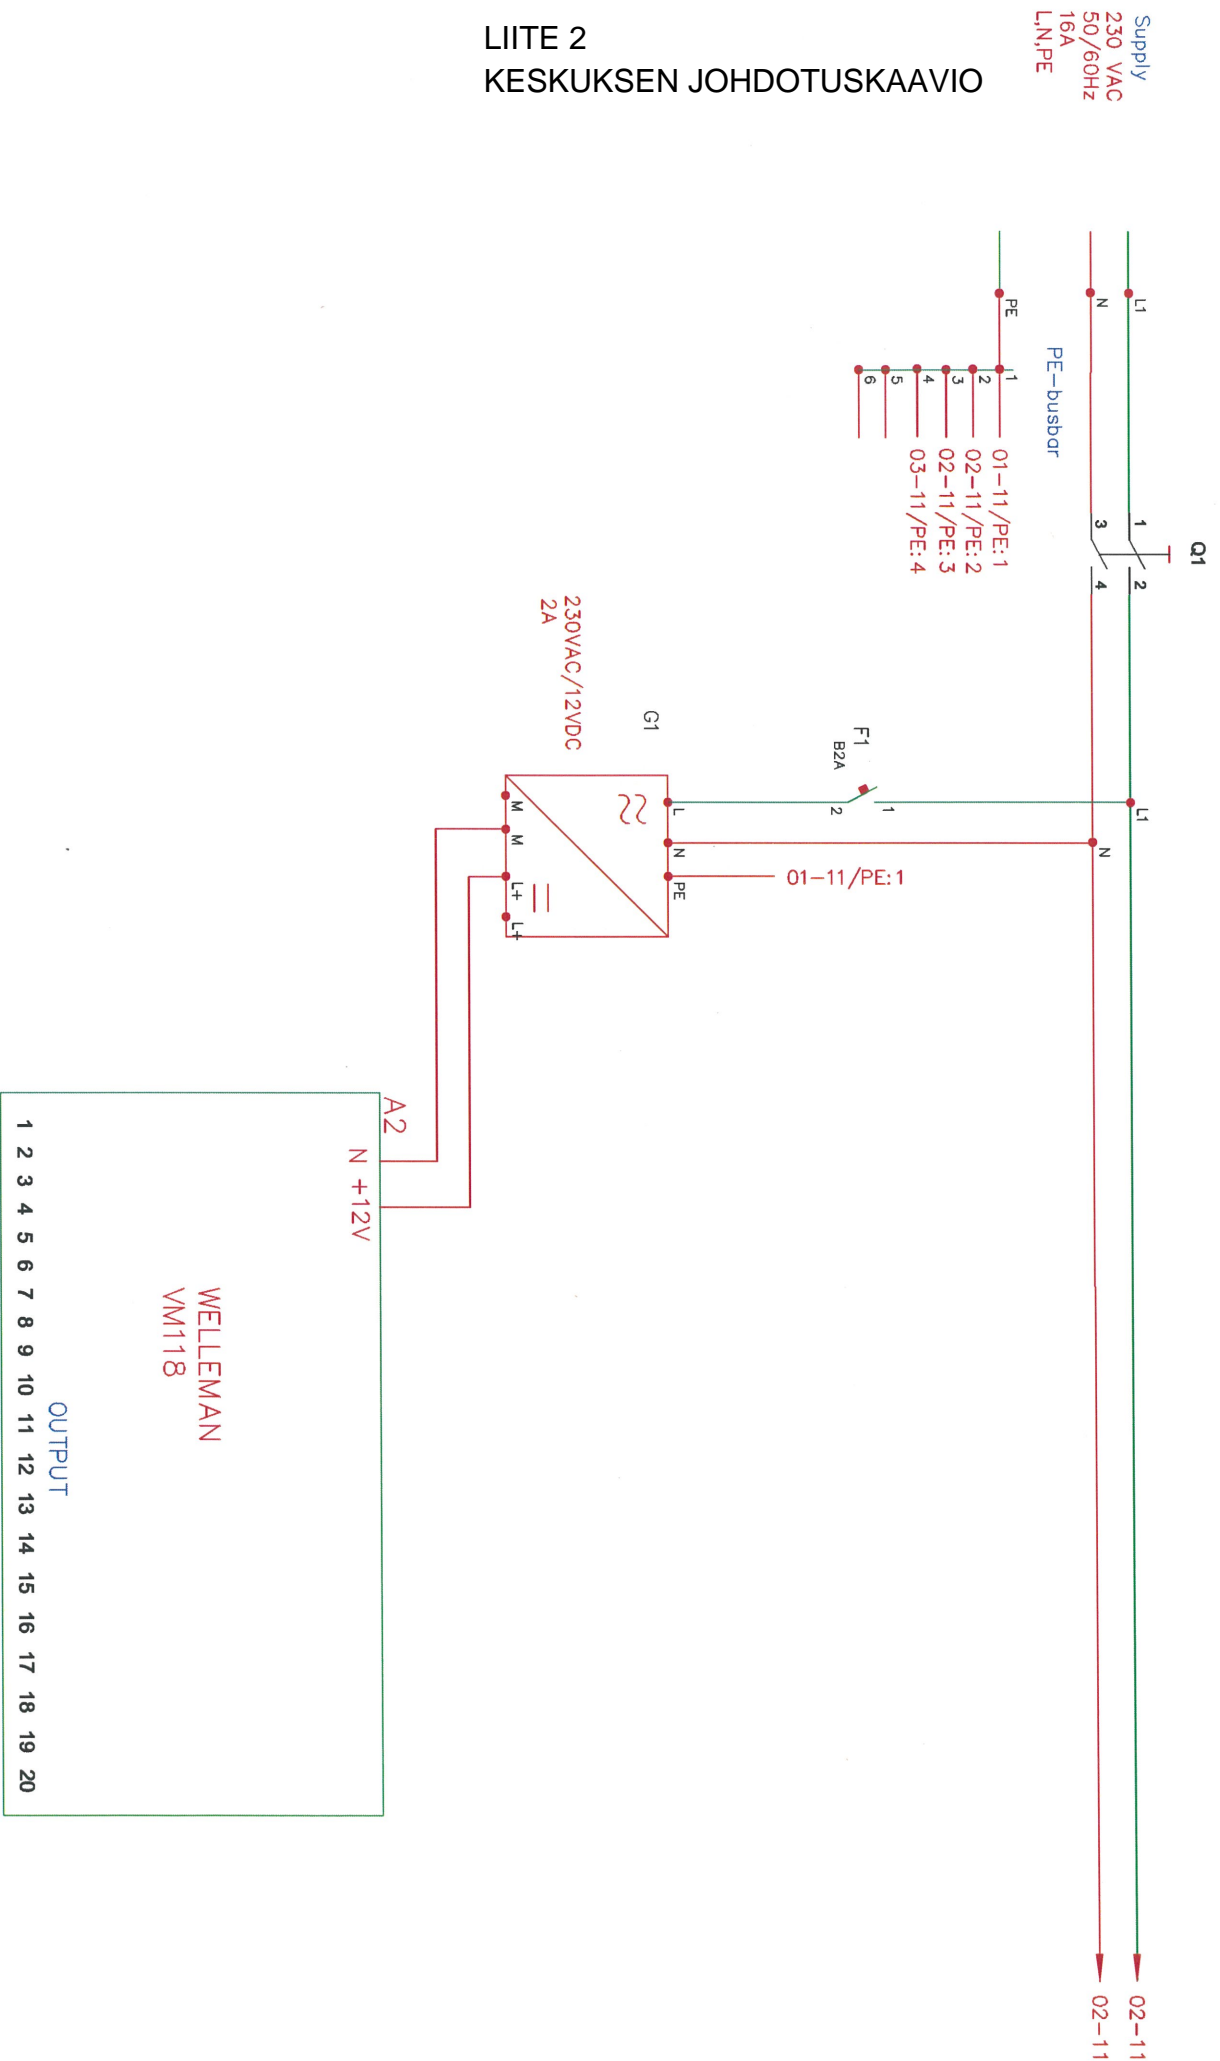 LIITE 2
KESKUKSEN JOHDOTUSKAAVIO
Supply
230 VAC
50/60Hz
16A
L,N,PE
L1
N
PE
PE-busbar
1
2
3
4
5
6
01-11/PE:1
02-11/PE:2
02-11/PE:3
03-11/PE:4
Q1
1
2
3
4
L1
N
F1
B2A
1
2
01-11/PE:1
G1
230VAC/12VDC
2A
L
N
PE
M
M
L+
L+
A2
N +12V
WELLEMAN
VM118
OUTPUT
1 2 3 4 5 6 7 8 9 10 11 12 13 14 15 16 17 18 19 20
02-11
02-11